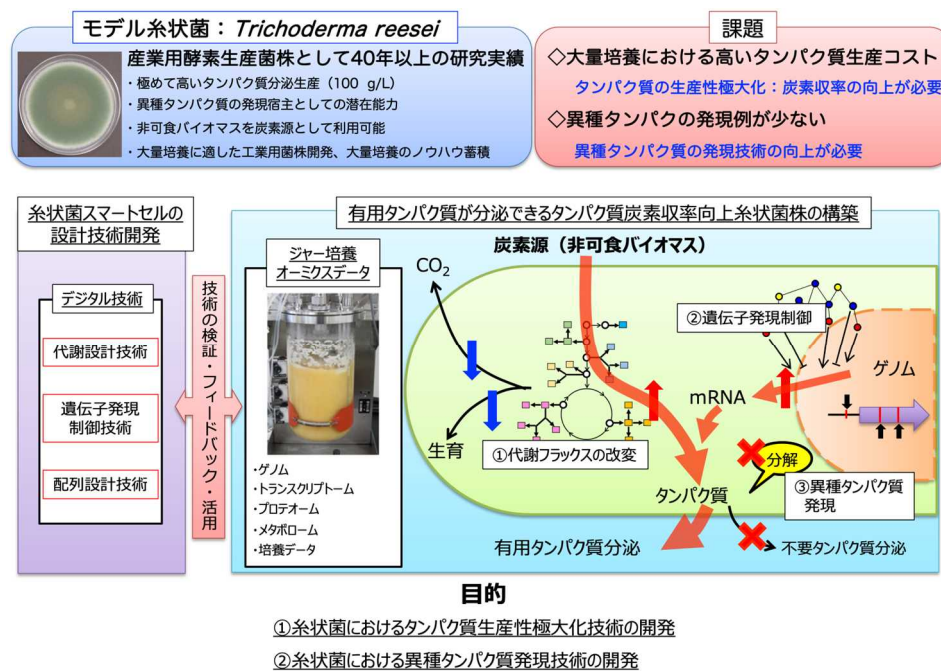 モデル糸状菌：Trichoderma reesei
産業用酵素生産菌株として40年以上の研究実績
・極めて高いタンパク質分泌生産（100 g/L）
・異種タンパク質の発現宿主としての潜在能力
・非可食バイオマスを炭素源として利用可能
・大量培養に適した工業用菌株開発、大量培養のノウハウ蓄積
課題
◇大量培養における高いタンパク質生産コスト
タンパク質の生産性極大化：炭素収率の向上が必要
◇異種タンパクの発現例が少ない
異種タンパク質の発現技術の向上が必要
糸状菌スマートセルの
設計技術開発
デジタル技術
代謝設計技術
遺伝子発現
制御技術
配列設計技術
技術の検証・フィードバック・活用
有用タンパク質が分泌できるタンパク質炭素収率向上糸状菌株の構築
ジャー培養
オーミクスデータ
・ゲノム
・トランスクリプトーム
・プロテオーム
・メタボローム
・培養データ
炭素源（非可食バイオマス）
CO2
生育
①代謝フラックスの改変
②遺伝子発現制御
ゲノム
mRNA
分解
タンパク質
③異種タンパク質
発現
有用タンパク質分泌
不要タンパク質分泌
目的
①糸状菌におけるタンパク質生産性極大化技術の開発
②糸状菌における異種タンパク質発現技術の開発